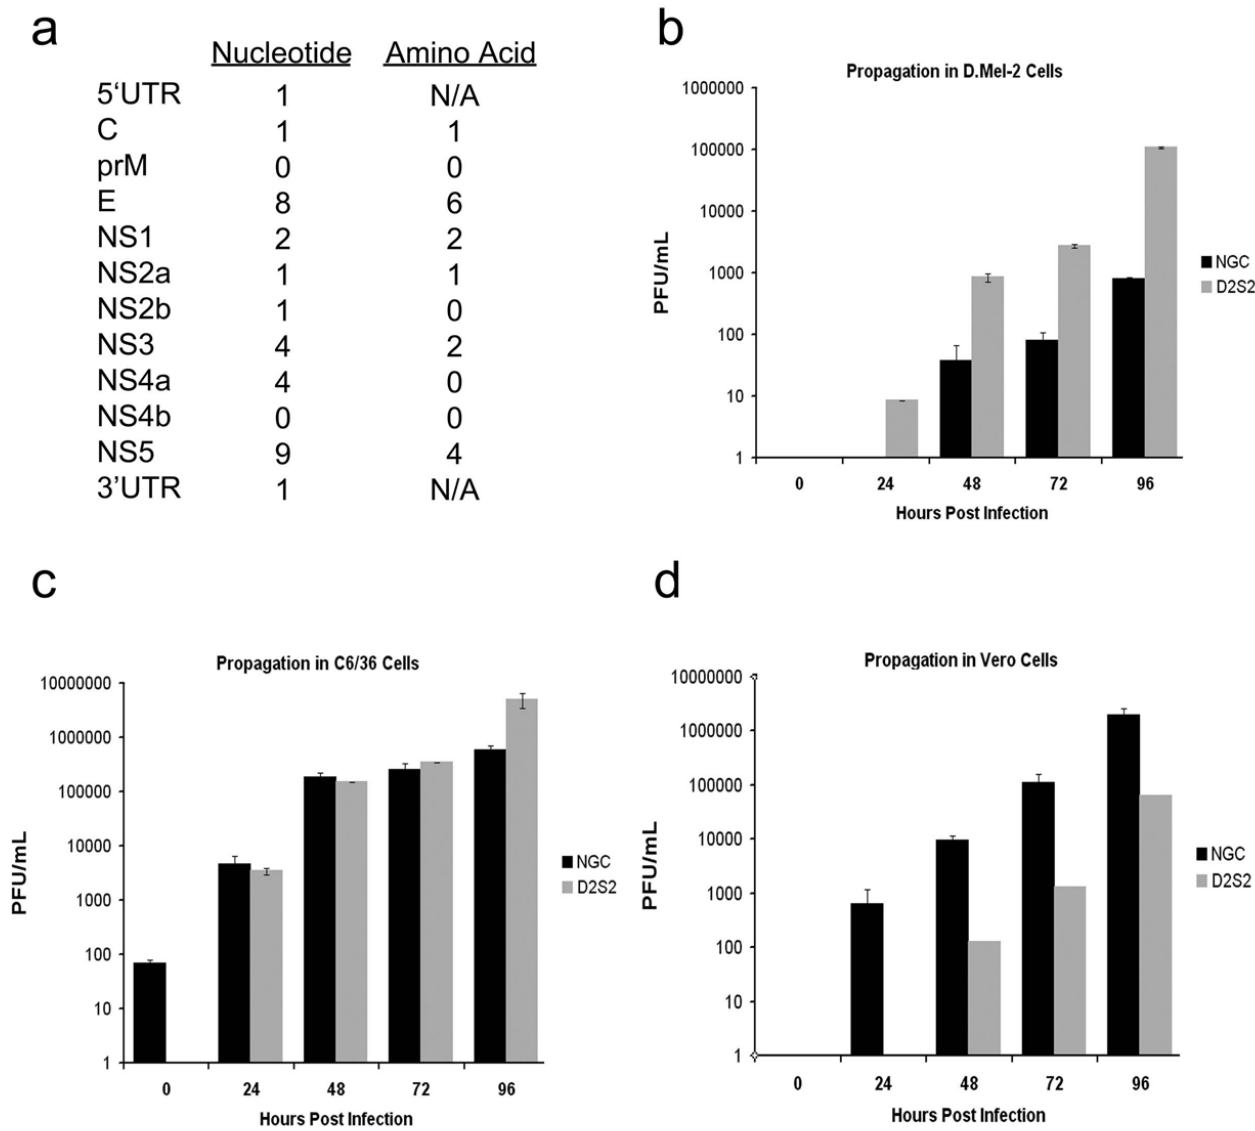 a
Nucleotide Amino Acid
5‘UTR 1 N/A
C 1 1
prM 0 0
E 8 6
NS1 2 2
NS2a 1 1
NS2b 1 0
NS3 4 2
NS4a 4 0
NS4b 0 0
NS5 9 4
3’UTR 1 N/A
b
Propagation in D.Mel-2 Cells
1000000
100000
10000
1000
100
10
1
PFU/mL
0 24 48 72 96
Hours Post Infection
NGC
D2S2
c
Propagation in C6/36 Cells
10000000
1000000
100000
10000
1000
100
10
1
PFU/mL
0 24 48 72 96
Hours Post Infection
NGC
D2S2
d
Propagation in Vero Cells
10000000
1000000
100000
10000
1000
100
10
1
PFU/mL
0 24 48 72 96
Hours Post Infection
NGC
D2S2